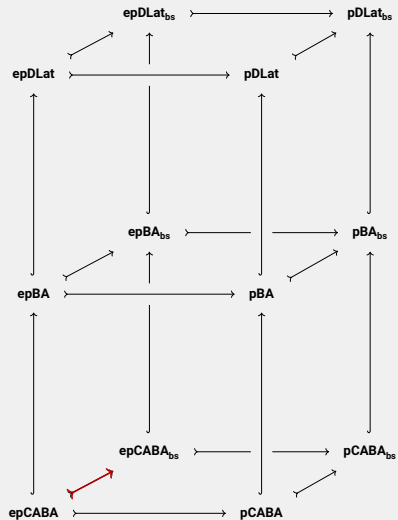 epDLat_bs pDLat_bs
epDLat pDLat
epBA_bs pBA_bs
epBA pBA
epCABA_bs pCABA_bs
epCABA pCABA